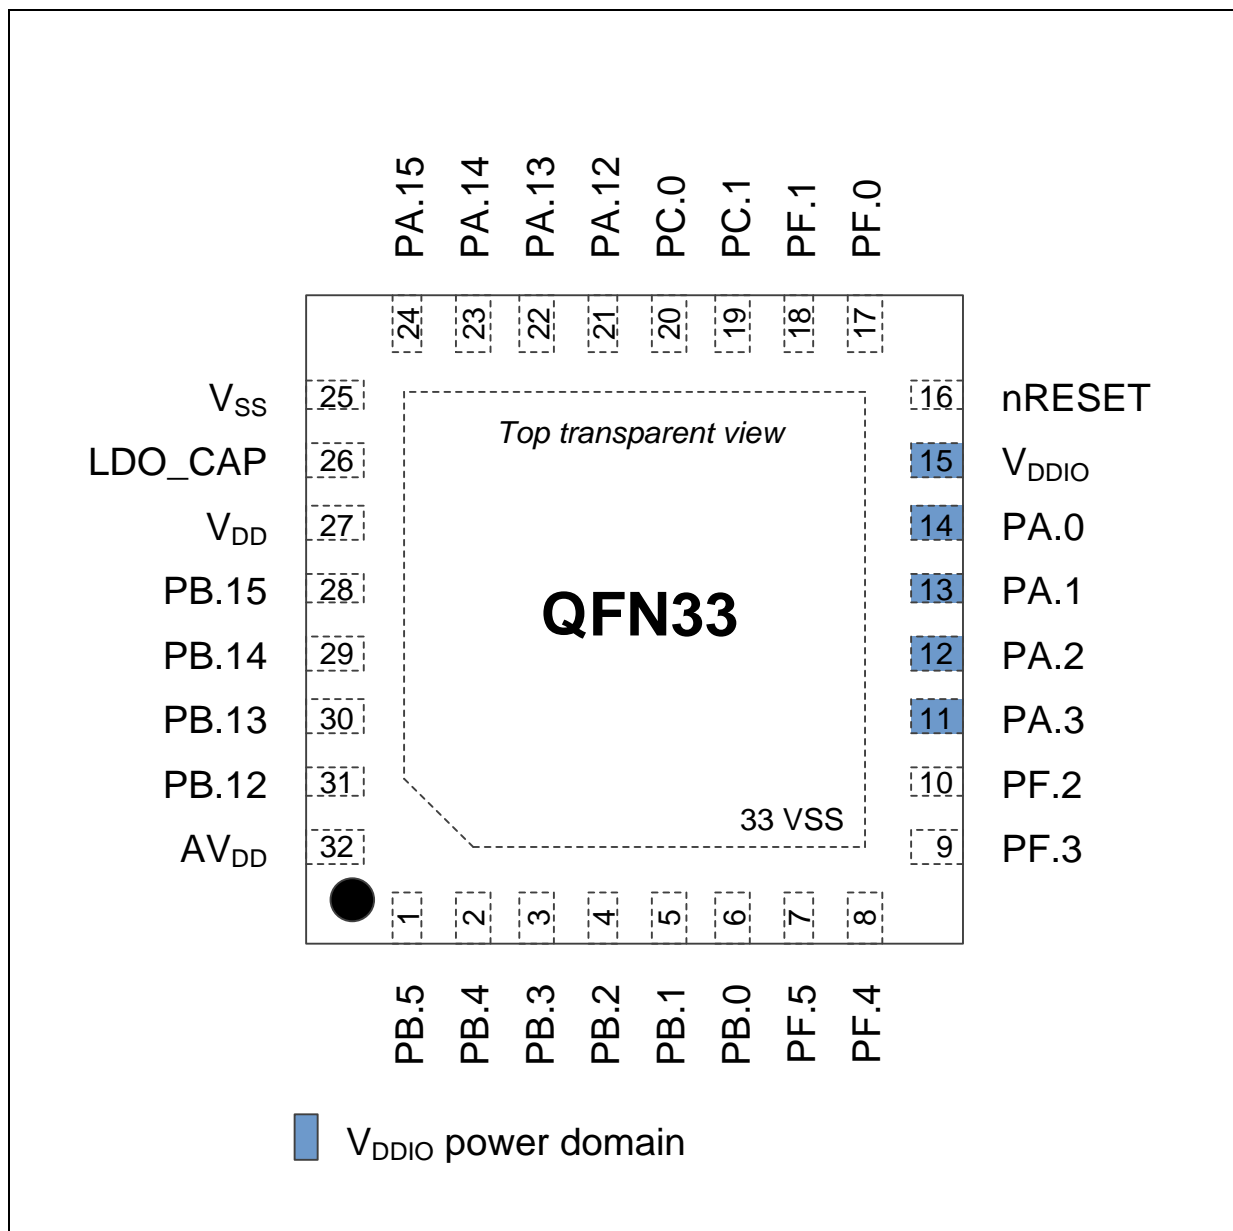 PA.15
PA.14
PA.13
PA.12
PC.0
PC.1
PF.1
PF.0
24
23
22
21
20
19
18
17
VSS 25
LDO_CAP 26
VDD 27
PB.15 28
PB.14 29
PB.13 30
PB.12 31
AVDD 32
Top transparent view
QFN33
33 VSS
16 nRESET
15 VDDIO
14 PA.0
13 PA.1
12 PA.2
11 PA.3
10 PF.2
9 PF.3
1
2
3
4
5
6
7
8
PB.5
PB.4
PB.3
PB.2
PB.1
PB.0
PF.5
PF.4
VDDIO power domain